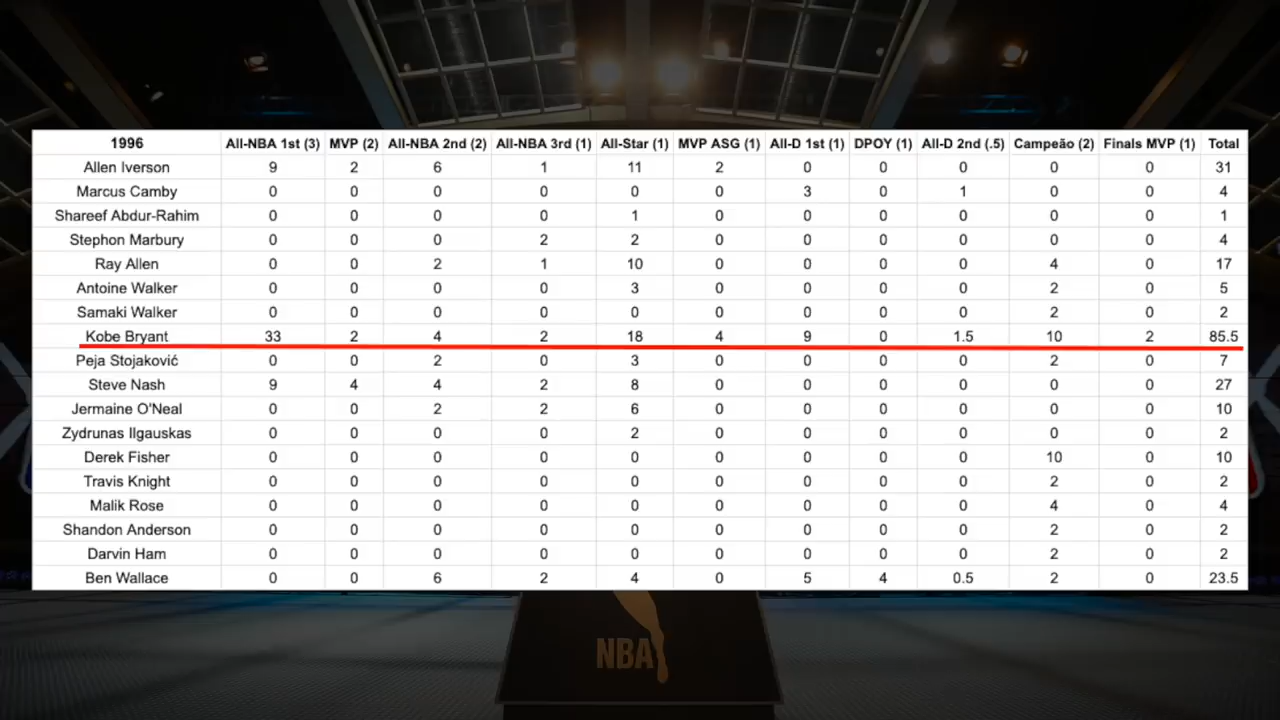 1996 All-NBA 1st (3) MVP (2) All-NBA 2nd (2) All-NBA 3rd (1) All-Star (1) MVP ASG (1) All-D 1st (1) DPOY (1) All-D 2nd (.5) Campeão (2) Finals MVP (1) Total
Allen Iverson 9 2 6 1 11 2 0 0 0 0 0 31
Marcus Camby 0 0 0 0 0 0 3 0 1 0 0 4
Shareef Abdur-Rahim 0 0 0 0 1 0 0 0 0 0 0 1
Stephon Marbury 0 0 0 2 2 0 0 0 0 0 0 4
Ray Allen 0 0 2 1 10 0 0 0 0 4 0 17
Antoine Walker 0 0 0 0 3 0 0 0 0 2 0 5
Samaki Walker 0 0 0 0 0 0 0 0 0 2 0 2
Kobe Bryant 33 2 4 2 18 4 9 0 1.5 10 2 85.5
Peja Stojaković 0 0 2 0 3 0 0 0 0 2 0 7
Steve Nash 9 4 4 2 8 0 0 0 0 0 0 27
Jermaine O'Neal 0 0 2 2 6 0 0 0 0 0 0 10
Zydrunas Ilgauskas 0 0 0 0 2 0 0 0 0 0 0 2
Derek Fisher 0 0 0 0 0 0 0 0 0 10 0 10
Travis Knight 0 0 0 0 0 0 0 0 0 2 0 2
Malik Rose 0 0 0 0 0 0 0 0 0 4 0 4
Shandon Anderson 0 0 0 0 0 0 0 0 0 2 0 2
Darvin Ham 0 0 0 0 0 0 0 0 0 2 0 2
Ben Wallace 0 0 6 2 4 0 5 4 0.5 2 0 23.5
NBA